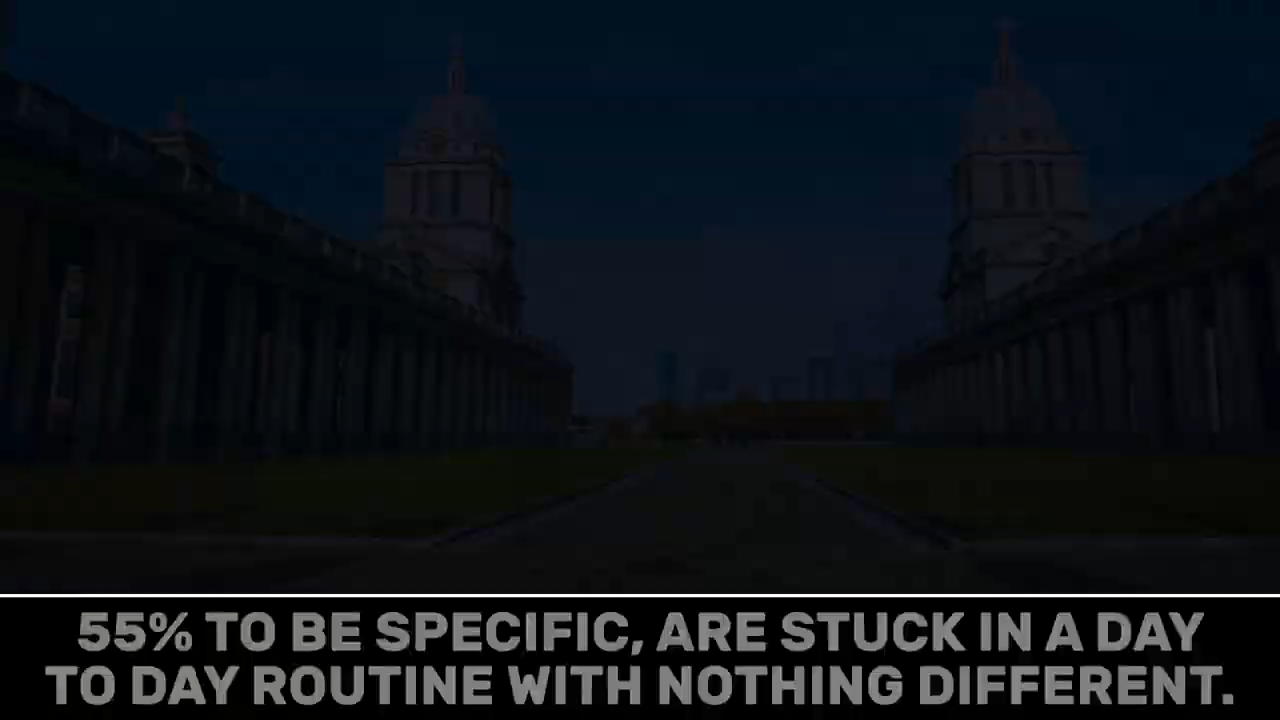 55% TO BE SPECIFIC, ARE STUCK IN A DAY
TO DAY ROUTINE WITH NOTHING DIFFERENT.